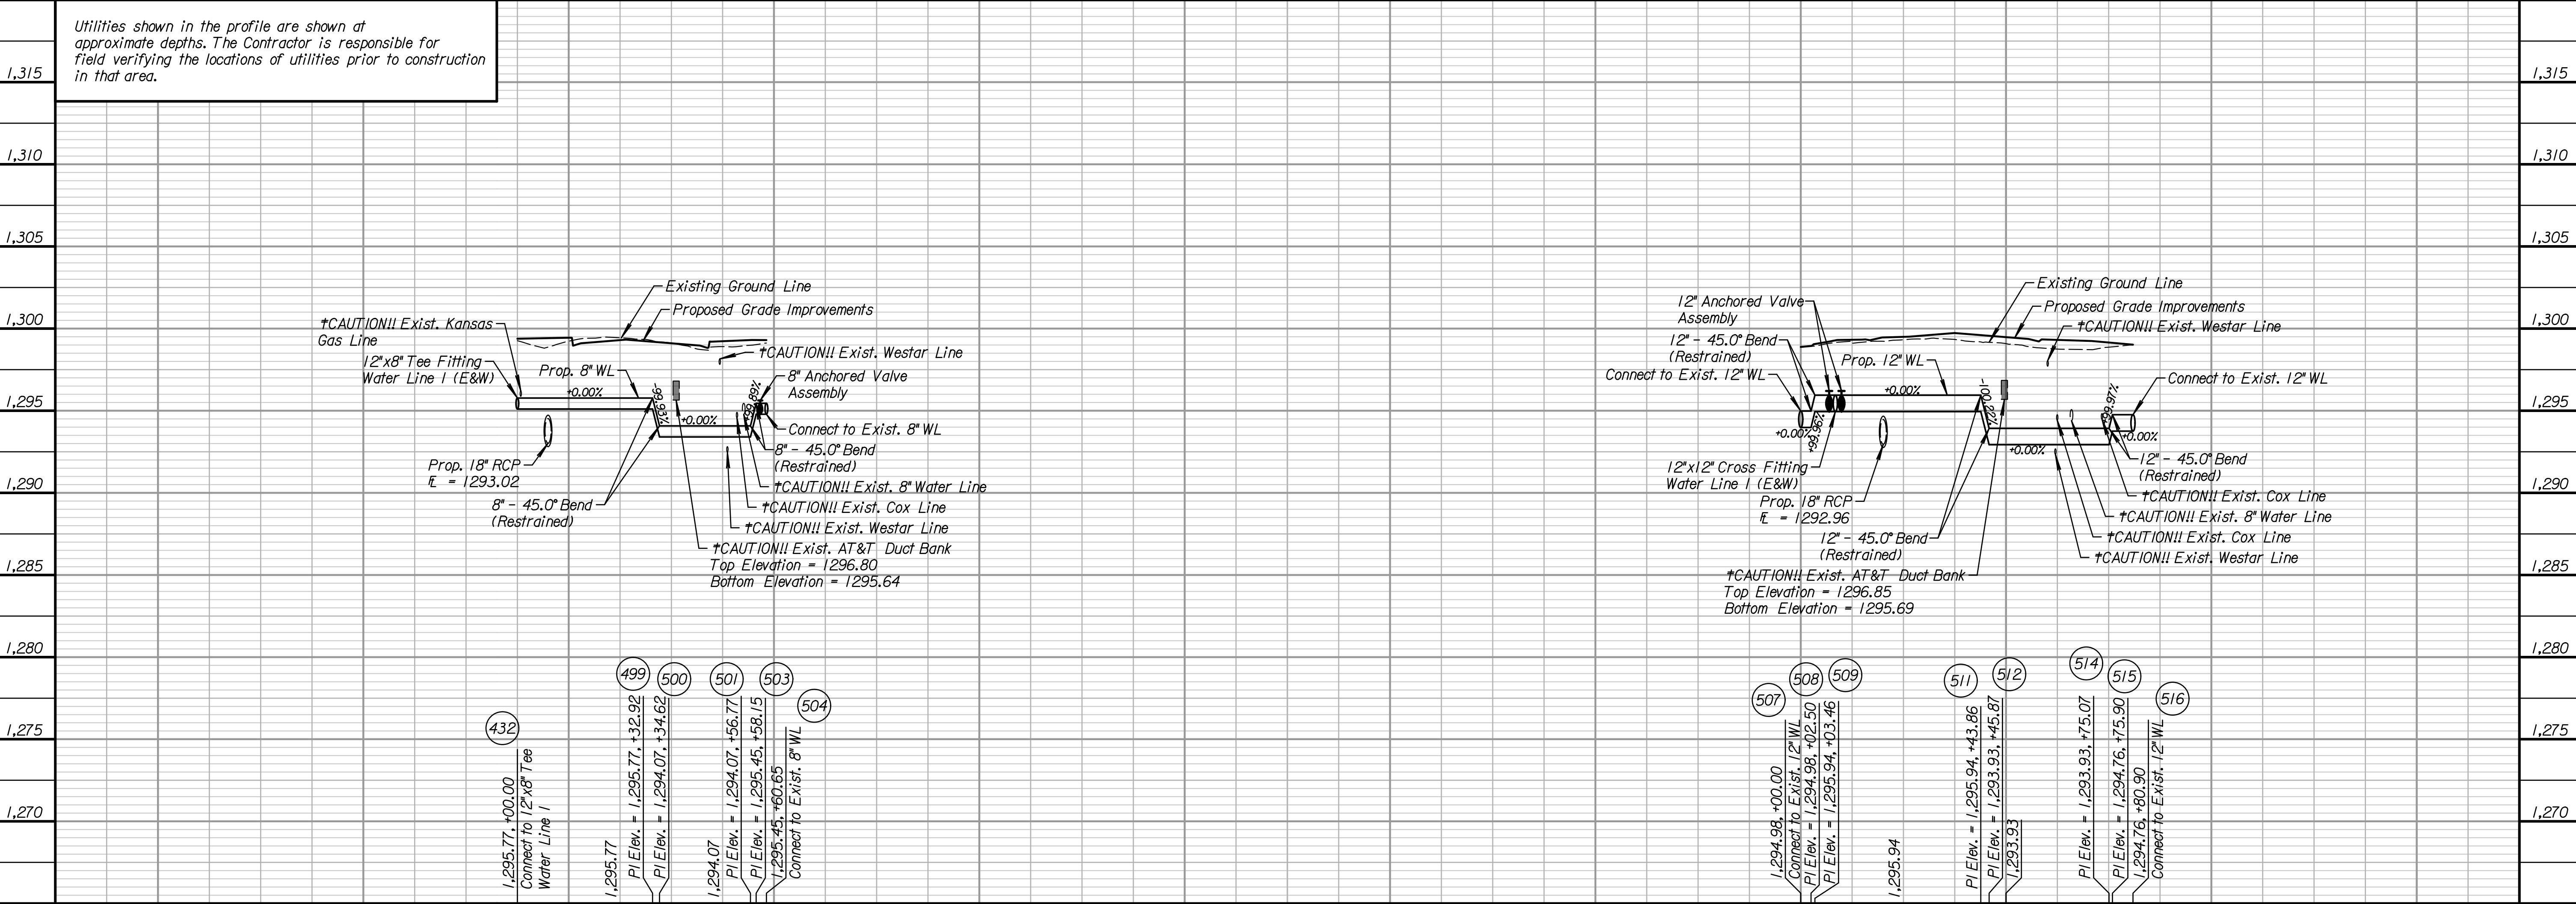 Utilities shown in the profile are shown at
approximate depths. The Contractor is responsible for
field verifying the locations of utilities prior to construction
in that area.
1,315
1,310
1,305
1,300
1,295
1,290
1,285
1,280
1,275
1,270
Existing Ground Line
Proposed Grade Improvements
†CAUTION!! Exist. Kansas
Gas Line
12"x8" Tee Fitting
Water Line 1 (E&W)
Prop. 8" WL
+0.00%
-99.93%
+0.00%
+99.89%
†CAUTION!! Exist. Westar Line
8" Anchored Valve
Assembly
Connect to Exist. 8" WL
8" - 45.0° Bend
(Restrained)
†CAUTION!! Exist. 8" Water Line
†CAUTION!! Exist. Cox Line
†CAUTION!! Exist. Westar Line
†CAUTION!! Exist. AT&T Duct Bank
Top Elevation = 1296.80
Bottom Elevation = 1295.64
Prop. 18" RCP
FL = 1293.02
8" - 45.0° Bend
(Restrained)
432
499
500
501
503
504
1,295.77, +00.00
Connect to 12"x8" Tee
Water Line 1
1,295.77
PI Elev. = 1,295.77, +32.92
PI Elev. = 1,294.07, +34.62
1,294.07
PI Elev. = 1,294.07, +56.77
PI Elev. = 1,295.45, +58.15
1,295.45, +60.65
Connect to Exist. 8" WL
Existing Ground Line
Proposed Grade Improvements
†CAUTION!! Exist. Westar Line
12" Anchored Valve
Assembly
12" - 45.0° Bend
(Restrained)
Connect to Exist. 12" WL
Prop. 12" WL
+0.00%
+99.96%
+0.00%
-100.22%
+0.00%
+99.97%
+0.00%
Connect to Exist. 12" WL
12"x12" Cross Fitting
Water Line 1 (E&W)
Prop. 18" RCP
FL = 1292.96
12" - 45.0° Bend
(Restrained)
†CAUTION!! Exist. AT&T Duct Bank
Top Elevation = 1296.85
Bottom Elevation = 1295.69
12" - 45.0° Bend
(Restrained)
†CAUTION!! Exist. Cox Line
†CAUTION!! Exist. 8" Water Line
†CAUTION!! Exist. Cox Line
†CAUTION!! Exist. Westar Line
507
508
509
511
512
514
515
516
1,294.98, +00.00
Connect to Exist. 12" WL
PI Elev. = 1,294.98, +02.50
PI Elev. = 1,295.94, +03.46
1,295.94
PI Elev. = 1,295.94, +43.86
PI Elev. = 1,293.93, +45.87
1,293.93
PI Elev. = 1,293.93, +75.07
PI Elev. = 1,294.76, +75.90
1,294.76, +80.90
Connect to Exist. 12" WL
1,315
1,310
1,305
1,300
1,295
1,290
1,285
1,280
1,275
1,270